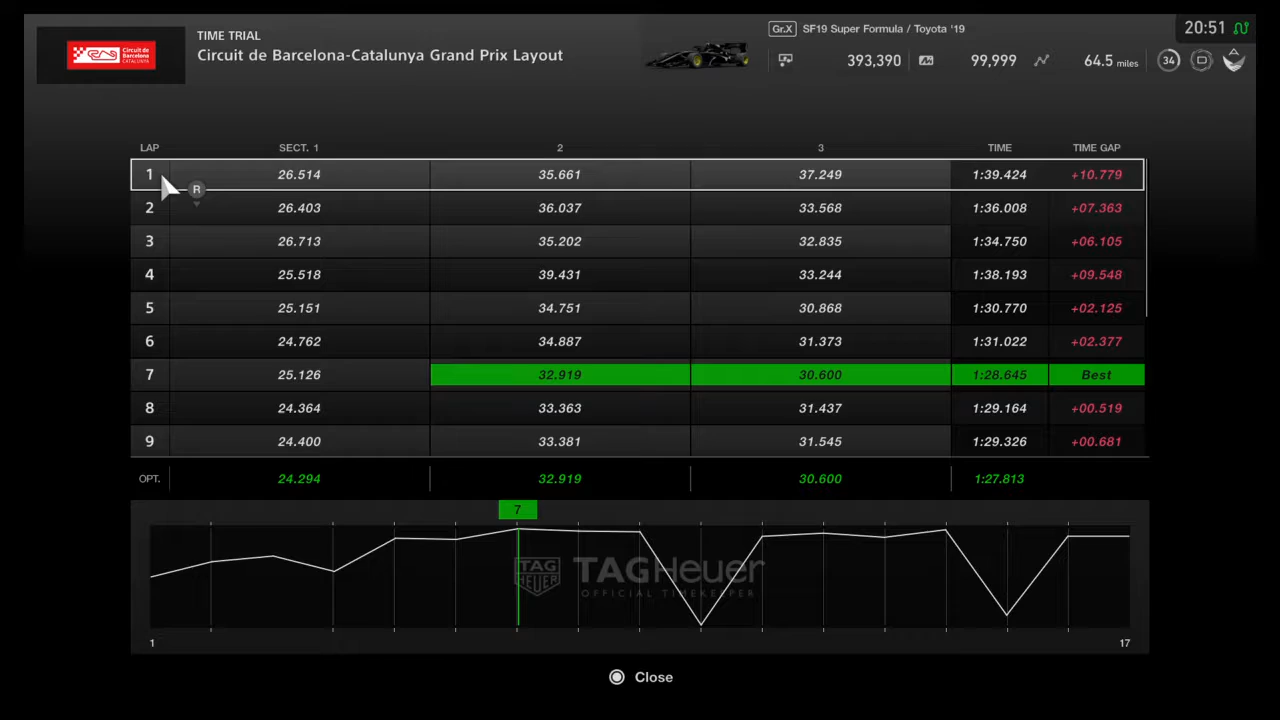 TIME TRIAL
Circuit de Barcelona-Catalunya Grand Prix Layout
Circuit de
Barcelona
CATALUNYA
Gr.X SF19 Super Formula / Toyota '19
393,390 99,999 64.5 miles 34
20:51
LAP SECT. 1 2 3 TIME TIME GAP
1 26.514 35.661 37.249 1:39.424 +10.779
R
2 26.403 36.037 33.568 1:36.008 +07.363
3 26.713 35.202 32.835 1:34.750 +06.105
4 25.518 39.431 33.244 1:38.193 +09.548
5 25.151 34.751 30.868 1:30.770 +02.125
6 24.762 34.887 31.373 1:31.022 +02.377
7 25.126 32.919 30.600 1:28.645 Best
8 24.364 33.363 31.437 1:29.164 +00.519
9 24.400 33.381 31.545 1:29.326 +00.681
OPT. 24.294 32.919 30.600 1:27.813
7
TAG HEUER TAGHeuer
OFFICIAL TIMEKEEPER
1 17
Close